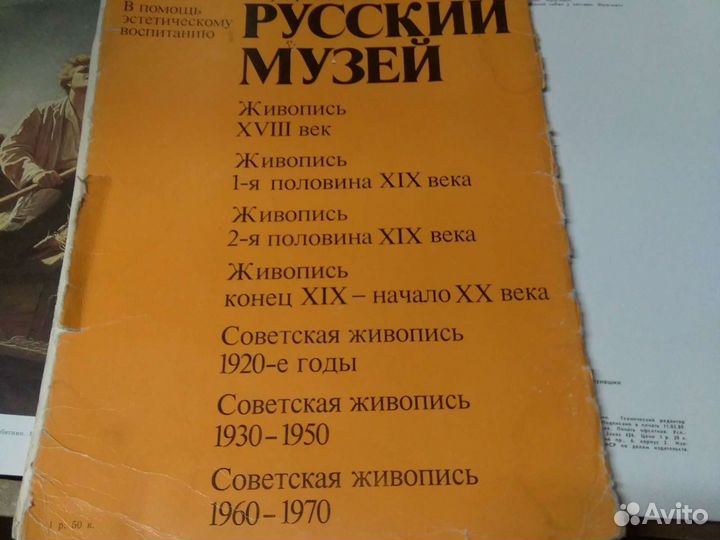 В помощь
эстетическому
воспитанию
РУССКИЙ
МУЗЕЙ
Живопись
XVIII век
Живопись
1-я половина XIX века
Живопись
2-я половина XIX века
Живопись
конец XIX – начало XX века
Советская живопись
1920-е годы
Советская живопись
1930–1950
Советская живопись
1960–1970
1 р. 50 к.
Технический редактор
Avito